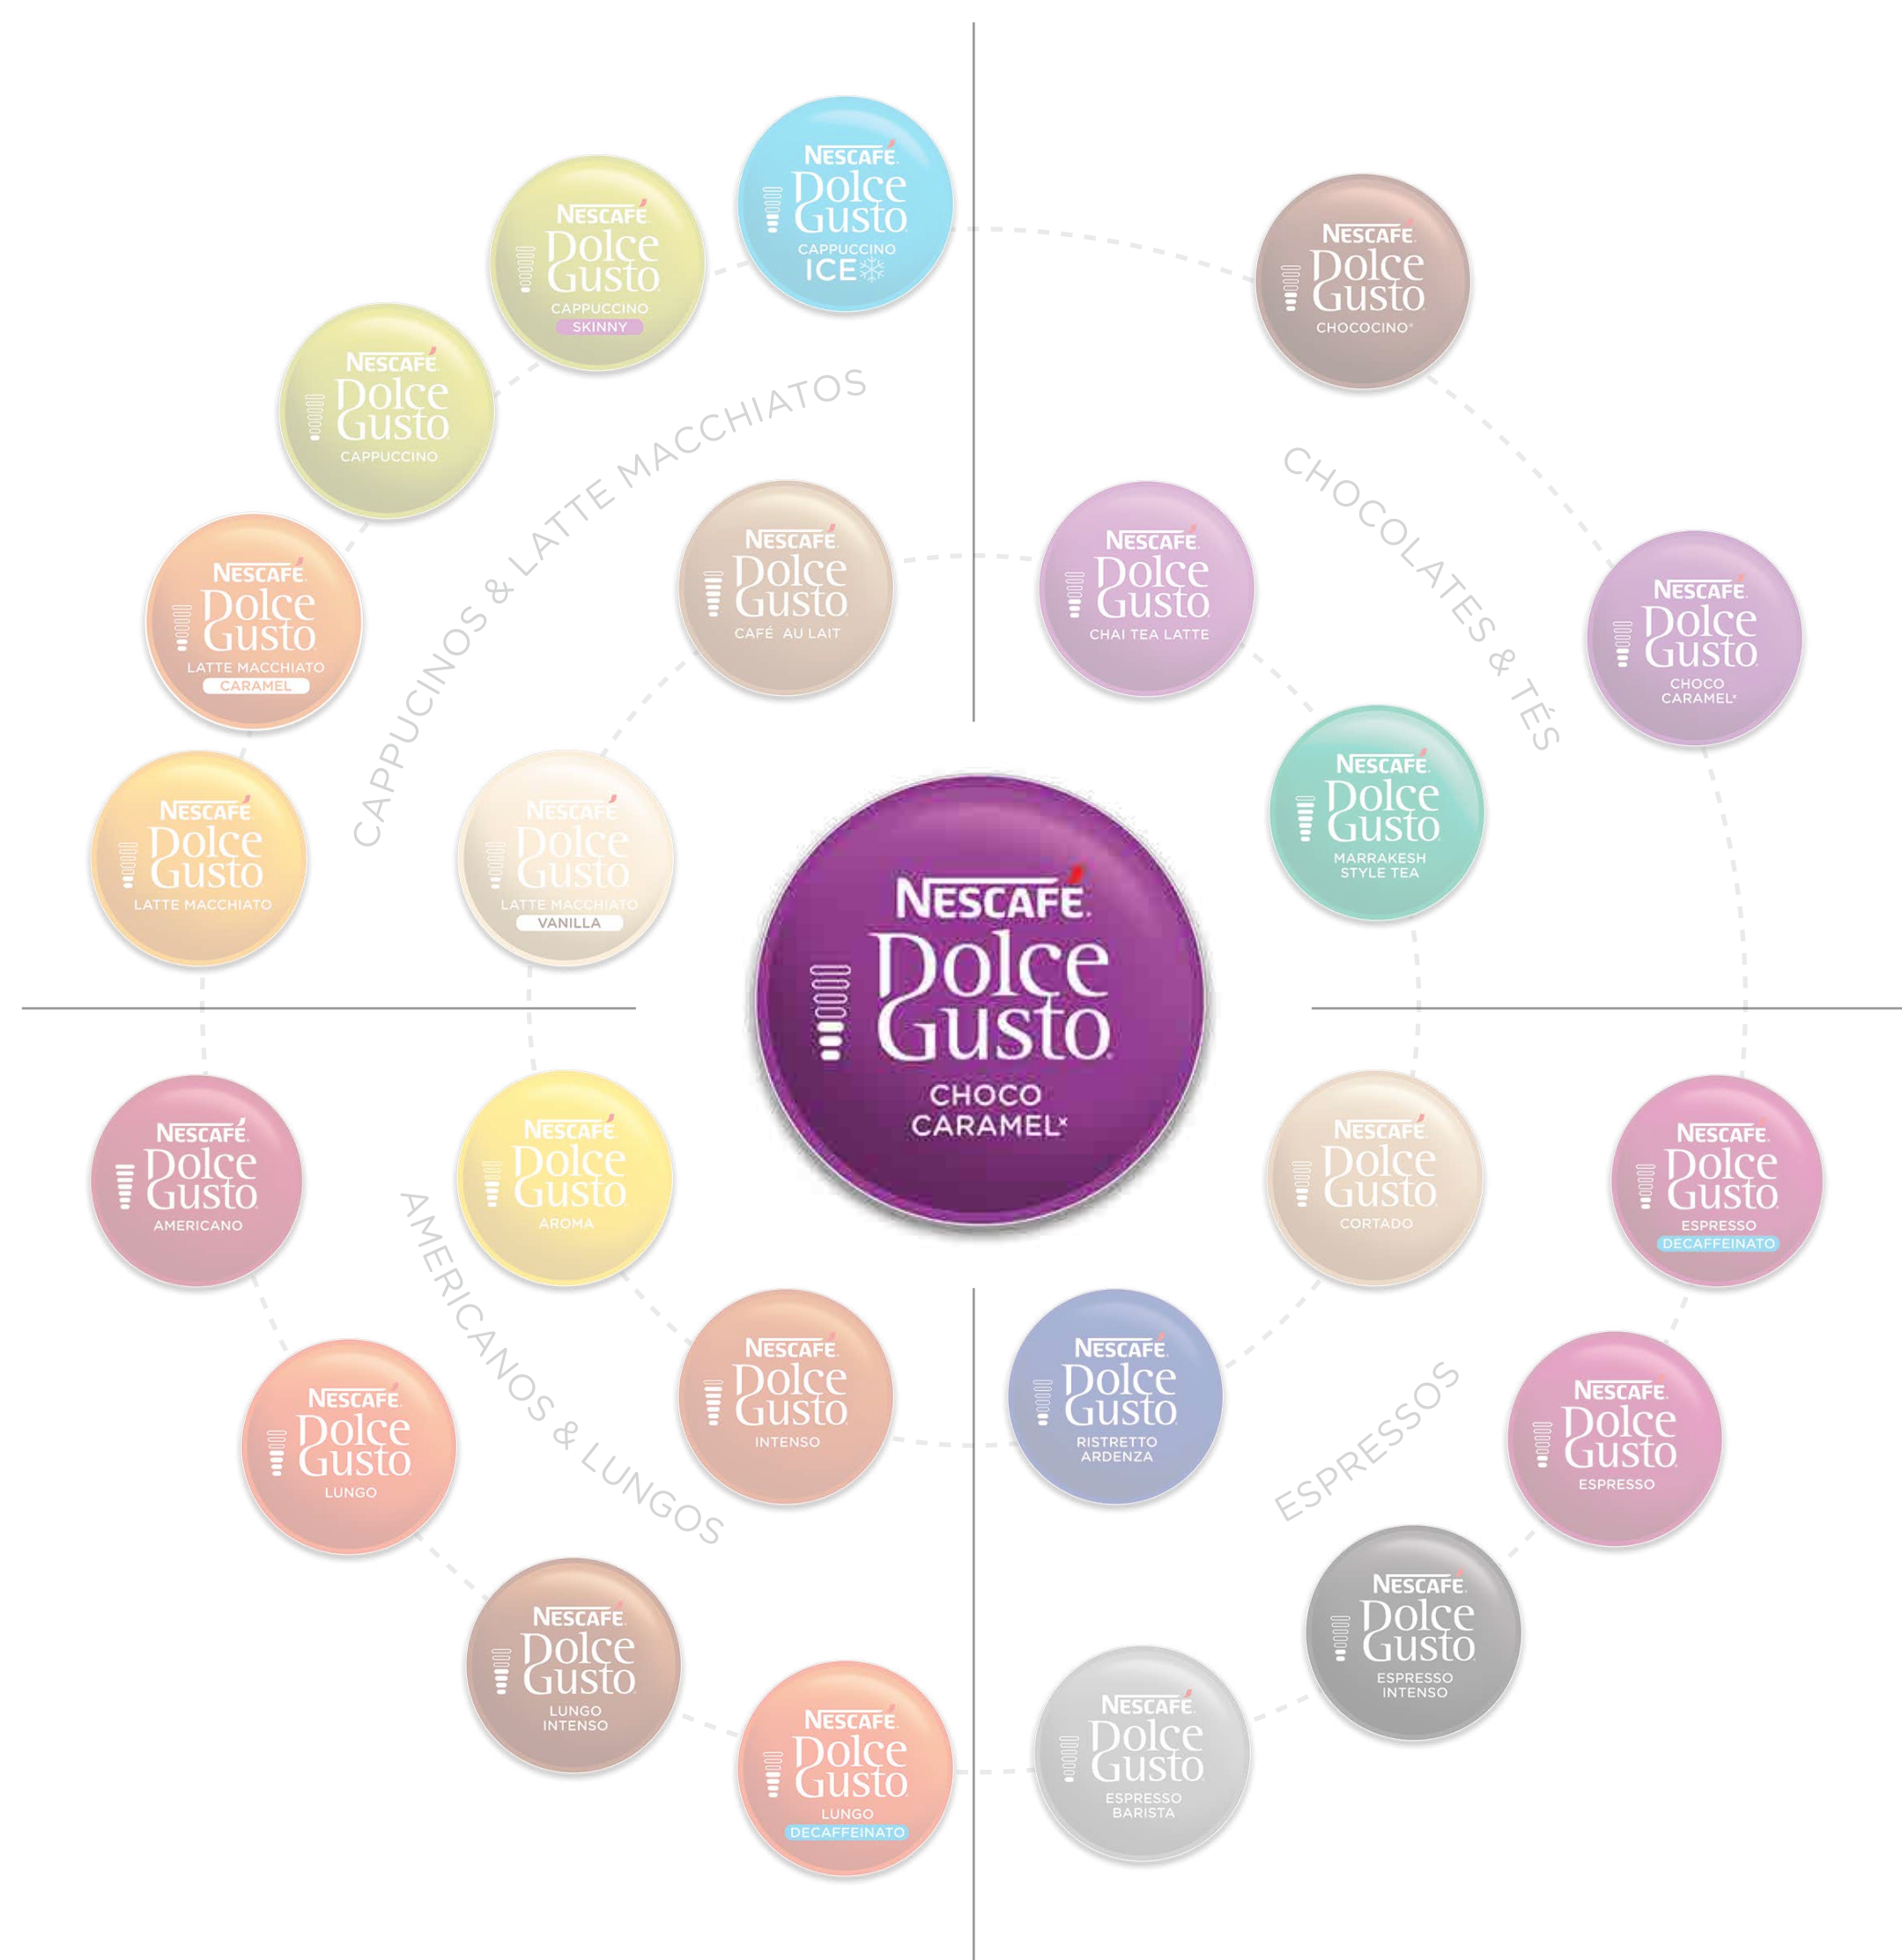 NESCAFÉ.
Dolce
Gusto
CAPPUCCINO
ICE
NESCAFÉ.
Dolce
Gusto
CAPPUCCINO
SKINNY
NESCAFÉ.
Dolce
Gusto
CAPPUCCINO
NESCAFÉ.
Dolce
Gusto
LATTE MACCHIATO
CARAMEL
NESCAFÉ.
Dolce
Gusto
LATTE MACCHIATO
CAPPUCINOS & LATTE MACCHIATOS
NESCAFÉ.
Dolce
Gusto
CAFÉ AU LAIT
NESCAFÉ.
Dolce
Gusto
LATTE MACCHIATO
VANILLA
NESCAFÉ.
Dolce
Gusto
CHOCOCINO*
NESCAFÉ.
Dolce
Gusto
CHOCO
CARAMEL*
CHOCOLATES & TÉS
NESCAFÉ.
Dolce
Gusto
CHAI TEA LATTE
NESCAFÉ.
Dolce
Gusto
MARRAKESH
STYLE TEA
NESCAFÉ.
Dolce
Gusto
CHOCO
CARAMEL*
NESCAFÉ.
Dolce
Gusto
AMERICANO
NESCAFÉ.
Dolce
Gusto
AROMA
AMERICANOS & LUNGOS
NESCAFÉ.
Dolce
Gusto
INTENSO
NESCAFÉ.
Dolce
Gusto
LUNGO
NESCAFÉ.
Dolce
Gusto
LUNGO
INTENSO
NESCAFÉ.
Dolce
Gusto
LUNGO
DECAFFEINATO
NESCAFÉ.
Dolce
Gusto
CORTADO
NESCAFÉ.
Dolce
Gusto
ESPRESSO
DECAFFEINATO
NESCAFÉ.
Dolce
Gusto
RISTRETTO
ARDENZA
ESPRESSOS
NESCAFÉ.
Dolce
Gusto
ESPRESSO
NESCAFÉ.
Dolce
Gusto
ESPRESSO
INTENSO
NESCAFÉ.
Dolce
Gusto
ESPRESSO
BARISTA